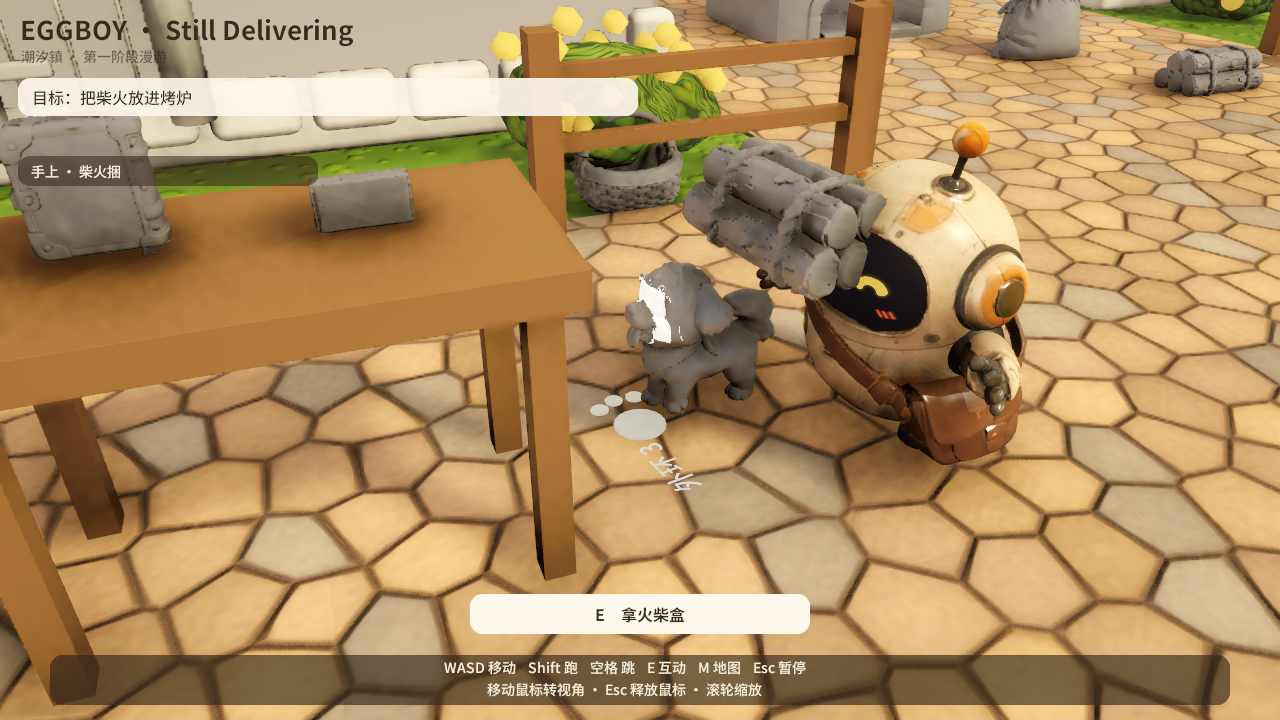 EGGBOY · Still Delivering
潮汐镇 · 第一阶段漫游
目标：把柴火放进烤炉
手上 · 柴火捆
外环 3
E 拿火柴盒
WASD 移动 Shift 跑 空格 跳 E 互动 M 地图 Esc 暂停
移动鼠标转视角 · Esc 释放鼠标 · 滚轮缩放